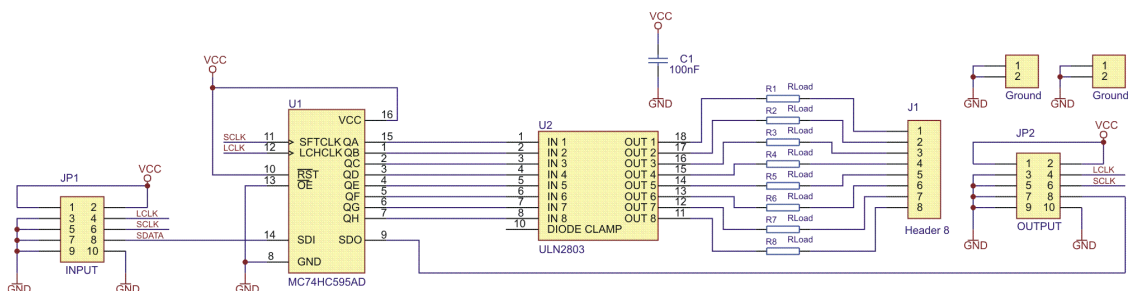 VCC
C1
100nF
GND
1
2
Ground
GND
1
2
Ground
GND
VCC
U1
VCC 16
SCLK 11 SFTCLK QA 15
LCLK 12 LCHCLK QB 1
QC 2
10 RST QD 3
13 OE QE 4
QF 5
QG 6
QH 7
14 SDI SDO 9
8 GND
MC74HC595AD
GND
VCC
JP1
1 2
3 4 LCLK
5 6 SCLK
7 8 SDATA
9 10
INPUT
GND
GND
U2
1 IN 1 OUT 1 18
2 IN 2 OUT 2 17
3 IN 3 OUT 3 16
4 IN 4 OUT 4 15
5 IN 5 OUT 5 14
6 IN 6 OUT 6 13
7 IN 7 OUT 7 12
8 IN 8 OUT 8 11
10 DIODE CLAMP
ULN2803
R1 RLoad
R2 RLoad
R3 RLoad
R4 RLoad
R5 RLoad
R6 RLoad
R7 RLoad
R8 RLoad
J1
1
2
3
4
5
6
7
8
Header 8
JP2
VCC
1 2
3 4 LCLK
5 6 SCLK
7 8
9 10
OUTPUT
GND
GND